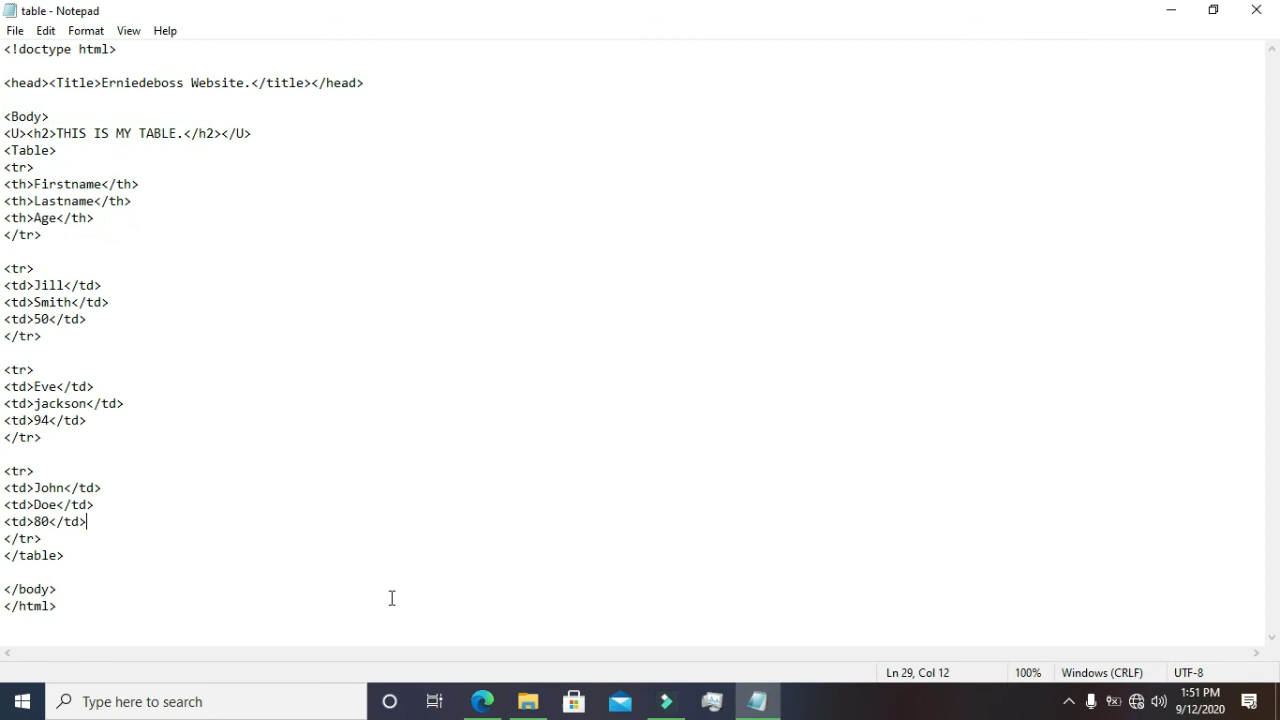 table - Notepad
File Edit Format View Help
<!doctype html>
<head><Title>Erniedeboss Website.</title></head>
<Body>
<U><h2>THIS IS MY TABLE.</h2></U>
<Table>
<tr>
<th>Firstname</th>
<th>Lastname</th>
<th>Age</th>
</tr>
<tr>
<td>Jill</td>
<td>Smith</td>
<td>50</td>
</tr>
<tr>
<td>Eve</td>
<td>jackson</td>
<td>94</td>
</tr>
<tr>
<td>John</td>
<td>Doe</td>
<td>80</td>
</tr>
</table>
</body>
</html>
Ln 29, Col 12 100% Windows (CRLF) UTF-8
Type here to search
1:51 PM
9/12/2020